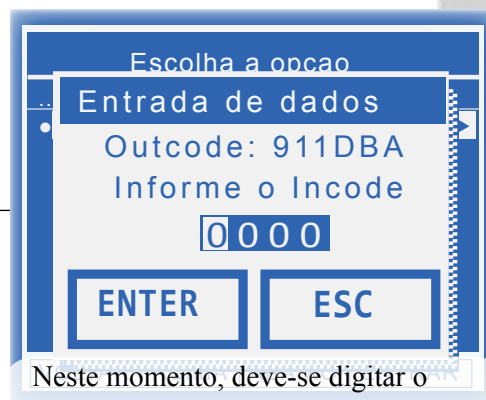 Escolha a opcao
..
Entrada de dados
Outcode: 911DBA
Informe o Incode
0000
ENTER ESC
Neste momento, deve-se digitar o